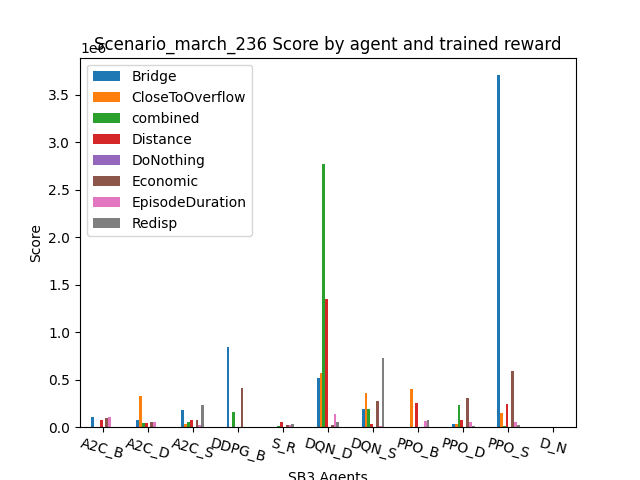 Scenario_march_236 Score by agent and trained reward
1e6
Bridge
CloseToOverflow
combined
Distance
DoNothing
Economic
EpisodeDuration
Redisp
3.5
3.0
2.5
2.0
1.5
1.0
0.5
0.0
Score
A2C_B A2C_D A2C_S DDPG_B S_R DQN_D DQN_S PPO_B PPO_D PPO_S D_N
SB3 Agents